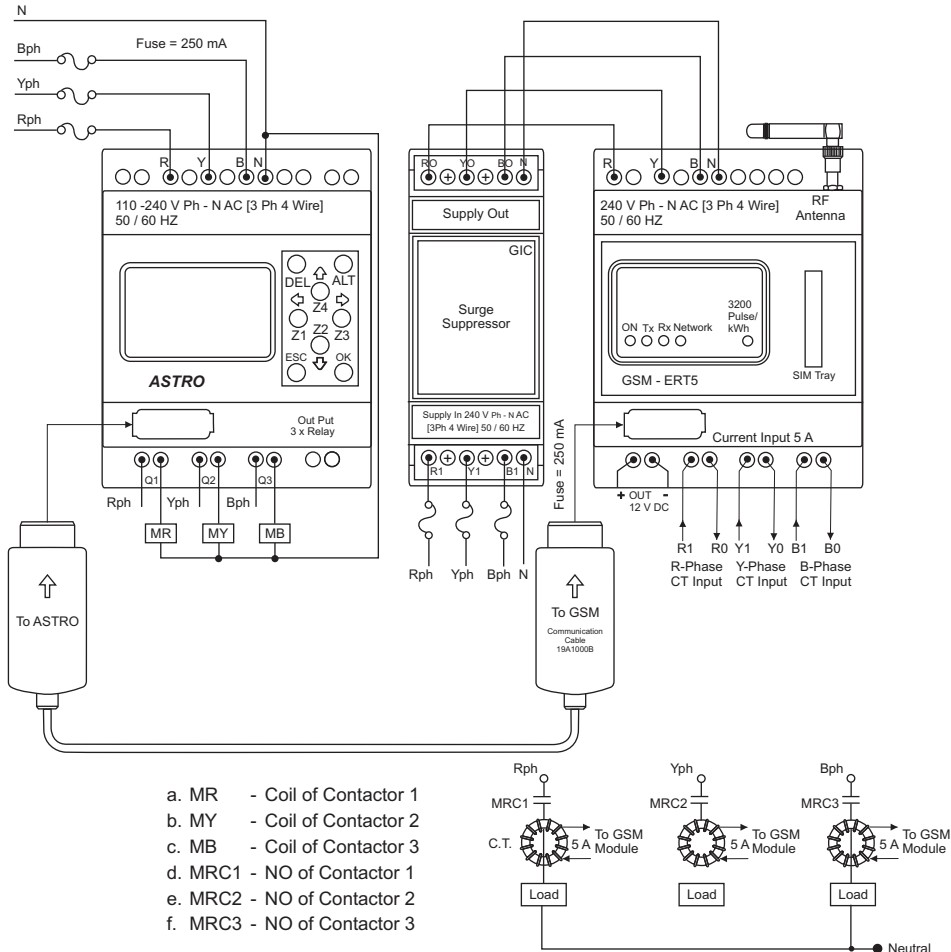 N
Bph
Fuse = 250 mA
Yph
Rph
R Y B N
110 -240 V Ph - N AC [3 Ph 4 Wire]
50 / 60 HZ
DEL ALT
Z4
Z1 Z2 Z3
ESC OK
ASTRO
Out Put
3 x Relay
Q1 Q2 Q3
Rph Yph Bph
MR MY MB
RO YO BO N
Supply Out
GIC
Surge
Suppressor
Supply In 240 V Ph - N AC
[3Ph 4 Wire] 50 / 60 HZ
R1 Y1 B1 N
Fuse = 250 mA
Rph Yph Bph N
R Y B N
240 V Ph - N AC [3 Ph 4 Wire]
50 / 60 HZ
RF
Antenna
3200
Pulse/
kWh
ON Tx Rx Network
GSM - ERT5
SIM Tray
Current Input 5 A
+ OUT -
12 V DC
R1 R0 Y1 Y0 B1 B0
R-Phase
CT Input
Y-Phase
CT Input
B-Phase
CT Input
To ASTRO
To GSM
Communication
Cable
19A1000B
a. MR - Coil of Contactor 1
b. MY - Coil of Contactor 2
c. MB - Coil of Contactor 3
d. MRC1 - NO of Contactor 1
e. MRC2 - NO of Contactor 2
f. MRC3 - NO of Contactor 3
Rph
MRC1
C.T.
5 A
To GSM
Module
Load
Yph
MRC2
5 A
To GSM
Module
Load
Bph
MRC3
5 A
To GSM
Module
Load
Neutral